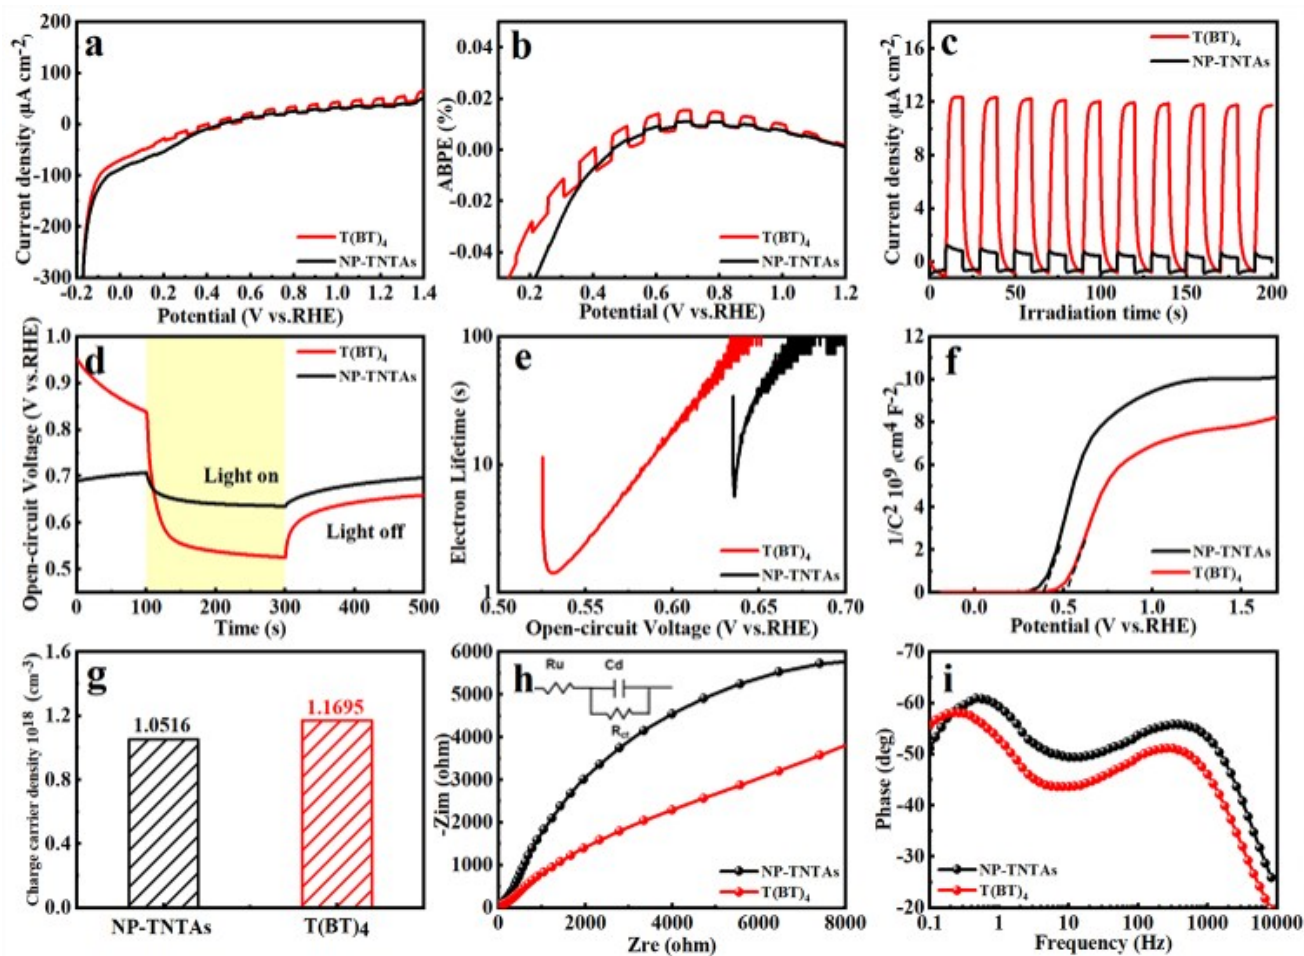 a
Current density (µA cm-2)
200
100
0
-100
-200
-300
T(BT)4
NP-TNTAs
-0.2 0.0 0.2 0.4 0.6 0.8 1.0 1.2 1.4
Potential (V vs.RHE)
b
ABPE (%)
0.04
0.02
0.00
-0.02
-0.04
T(BT)4
NP-TNTAs
0.2 0.4 0.6 0.8 1.0 1.2
Potential (V vs.RHE)
c
Current density (µA cm-2)
16
12
8
4
0
T(BT)4
NP-TNTAs
0 50 100 150 200
Irradiation time (s)
d
Open-circuit Voltage (V vs.RHE)
1.0
0.9
0.8
0.7
0.6
0.5
T(BT)4
NP-TNTAs
Light on
Light off
0 100 200 300 400 500
Time (s)
e
Electron Lifetime (s)
100
10
1
T(BT)4
NP-TNTAs
0.50 0.55 0.60 0.65 0.70
Open-circuit Voltage (V vs.RHE)
f
1/C2 109 (cm4 F-2)
12
10
8
6
4
2
0
NP-TNTAs
T(BT)4
0.0 0.5 1.0 1.5
Potential (V vs.RHE)
g
Charge carrier density 1018 (cm-3)
1.6
1.2
0.8
0.4
0.0
1.0516
1.1695
NP-TNTAs T(BT)4
h
-Zim (ohm)
6000
5000
4000
3000
2000
1000
0
Ru Cd
Rct
NP-TNTAs
T(BT)4
0 2000 4000 6000 8000
Zre (ohm)
i
Phase (deg)
-70
-60
-50
-40
-30
-20
NP-TNTAs
T(BT)4
0.1 1 10 100 1000 10000
Frequency (Hz)